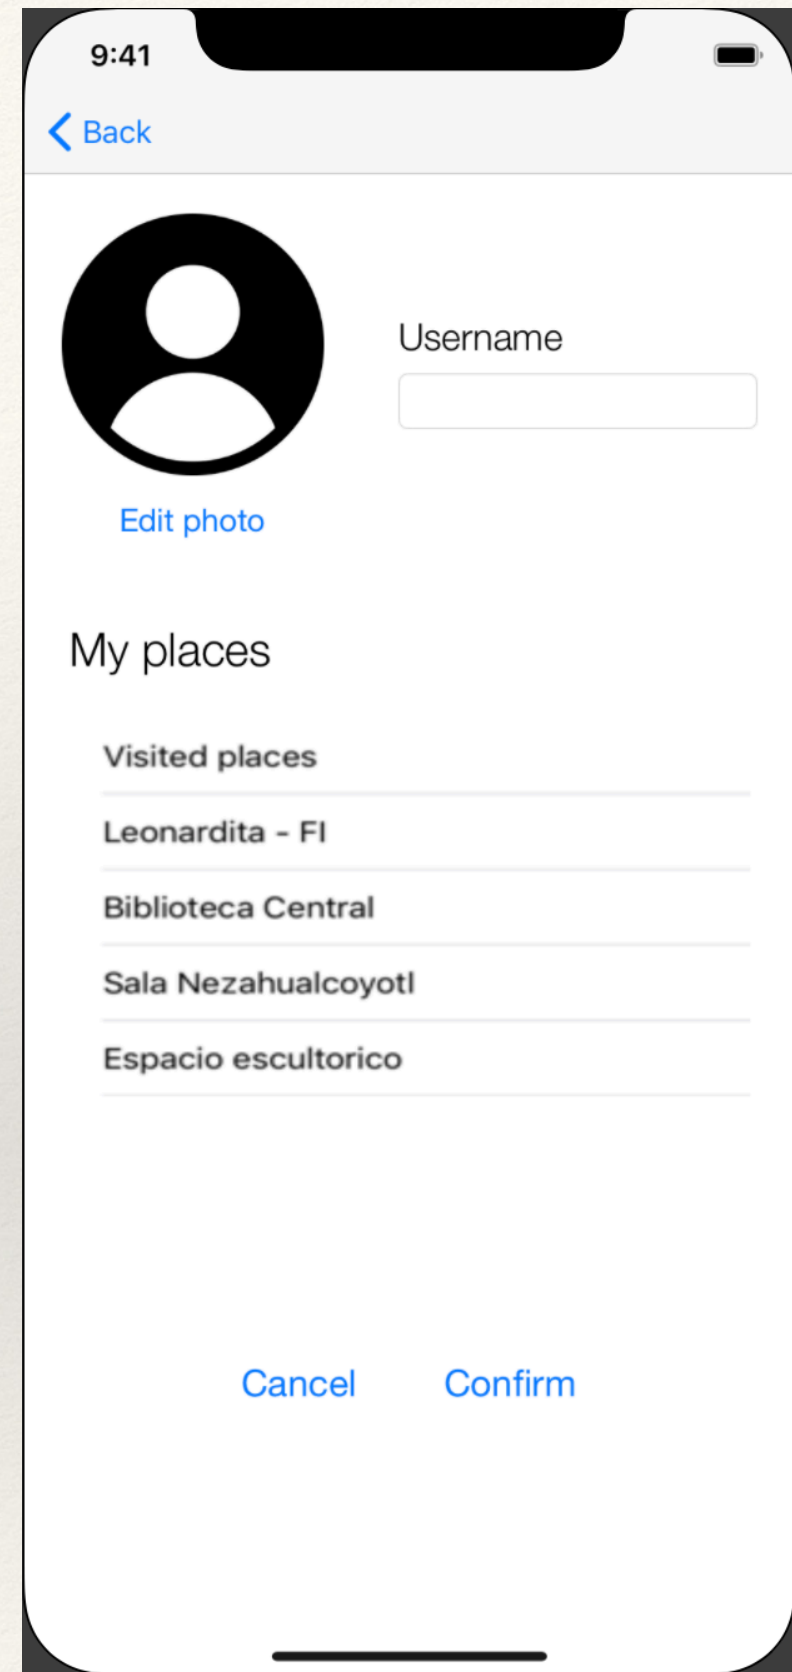 9:41
Back
Username
Edit photo
My places
Visited places
Leonardita - FI
Biblioteca Central
Sala Nezahualcoyotl
Espacio escultorico
Cancel Confirm